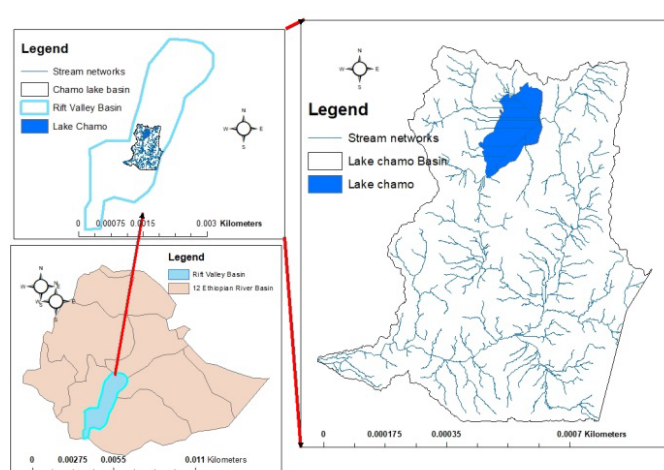 Legend
Stream networks
Chamo lake basin
Rift Valley Basin
Lake Chamo
N
W E
S
0 0.00075 0.0015 0.003 Kilometers
Legend
Rift Valley Basin
12 Ethiopian River Basin
N
W
S
N
W E
S
0 0.00275 0.0055 0.011 Kilometers
N
W E
S
Legend
Stream networks
Lake chamo Basin
Lake chamo
0 0.000175 0.00035 0.0007 Kilometers